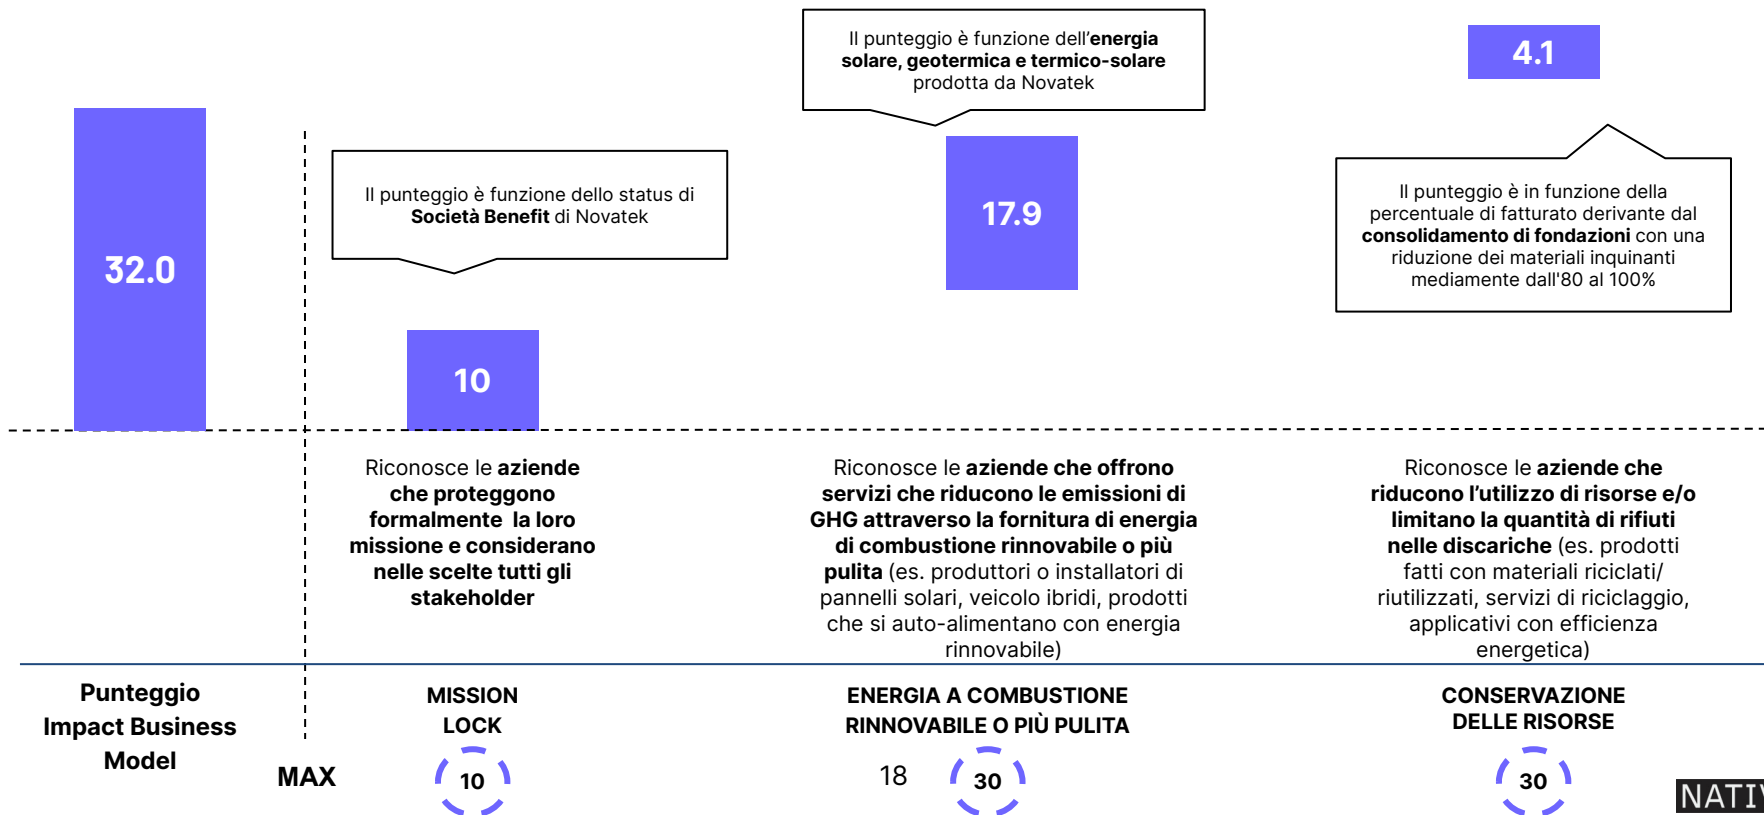 32.0
Il punteggio è funzione dello status di
Società Benefit di Novatek
10
Il punteggio è funzione dell'energia
solare, geotermica e termico-solare
prodotta da Novatek
17.9
4.1
Il punteggio è in funzione della
percentuale di fatturato derivante dal
consolidamento di fondazioni con una
riduzione dei materiali inquinanti
mediamente dall'80 al 100%
Riconosce le aziende
che proteggono
formalmente la loro
missione e considerano
nelle scelte tutti gli
stakeholder
Riconosce le aziende che offrono
servizi che riducono le emissioni di
GHG attraverso la fornitura di energia
di combustione rinnovabile o più
pulita (es. produttori o installatori di
pannelli solari, veicolo ibridi, prodotti
che si auto-alimentano con energia
rinnovabile)
Riconosce le aziende che
riducono l’utilizzo di risorse e/o
limitano la quantità di rifiuti
nelle discariche (es. prodotti
fatti con materiali riciclati/
riutilizzati, servizi di riciclaggio,
applicativi con efficienza
energetica)
Punteggio
Impact Business
Model
MISSION
LOCK
ENERGIA A COMBUSTIONE
RINNOVABILE O PIÙ PULITA
CONSERVAZIONE
DELLE RISORSE
MAX
10
18
30
30